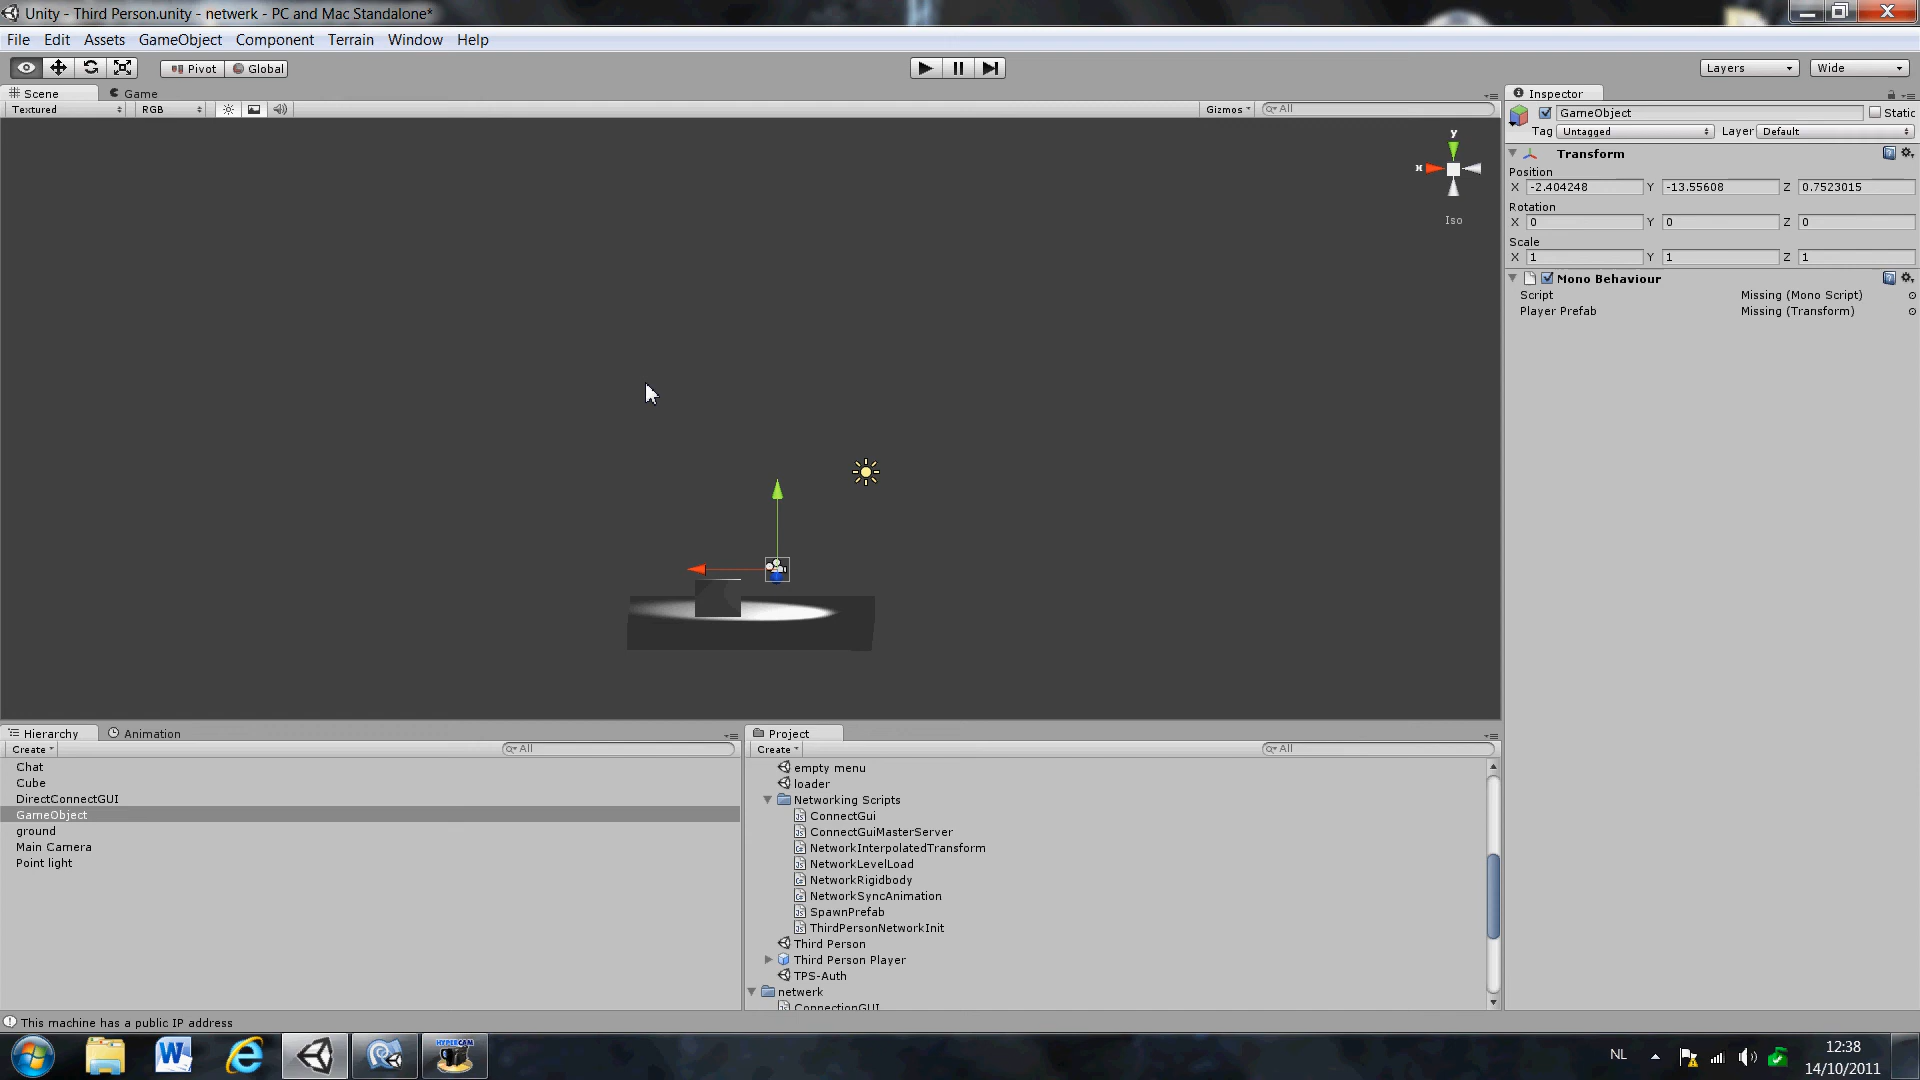 Unity - Third Person.unity - netwerk - PC and Mac Standalone*
File Edit Assets GameObject Component Terrain Window Help
Pivot Global Layers Wide
Scene Game
Textured RGB Gizmos All
y
x
Iso
Inspector
GameObject Static
Tag Untagged Layer Default
Transform
Position
X -2.404248 Y -13.55608 Z 0.7523015
Rotation
X 0 Y 0 Z 0
Scale
X 1 Y 1 Z 1
Mono Behaviour
Script Missing (Mono Script)
Player Prefab Missing (Transform)
Hierarchy Animation
Create All
Chat
Cube
DirectConnectGUI
GameObject
ground
Main Camera
Point light
Project
Create All
empty menu
loader
Networking Scripts
ConnectGui
ConnectGuiMasterServer
NetworkInterpolatedTransform
NetworkLevelLoad
NetworkRigidbody
NetworkSyncAnimation
SpawnPrefab
ThirdPersonNetworkInit
Third Person
Third Person Player
TPS-Auth
netwerk
ConnectionGUI
This machine has a public IP address
HYPERCAM
NL
12:38
14/10/2011